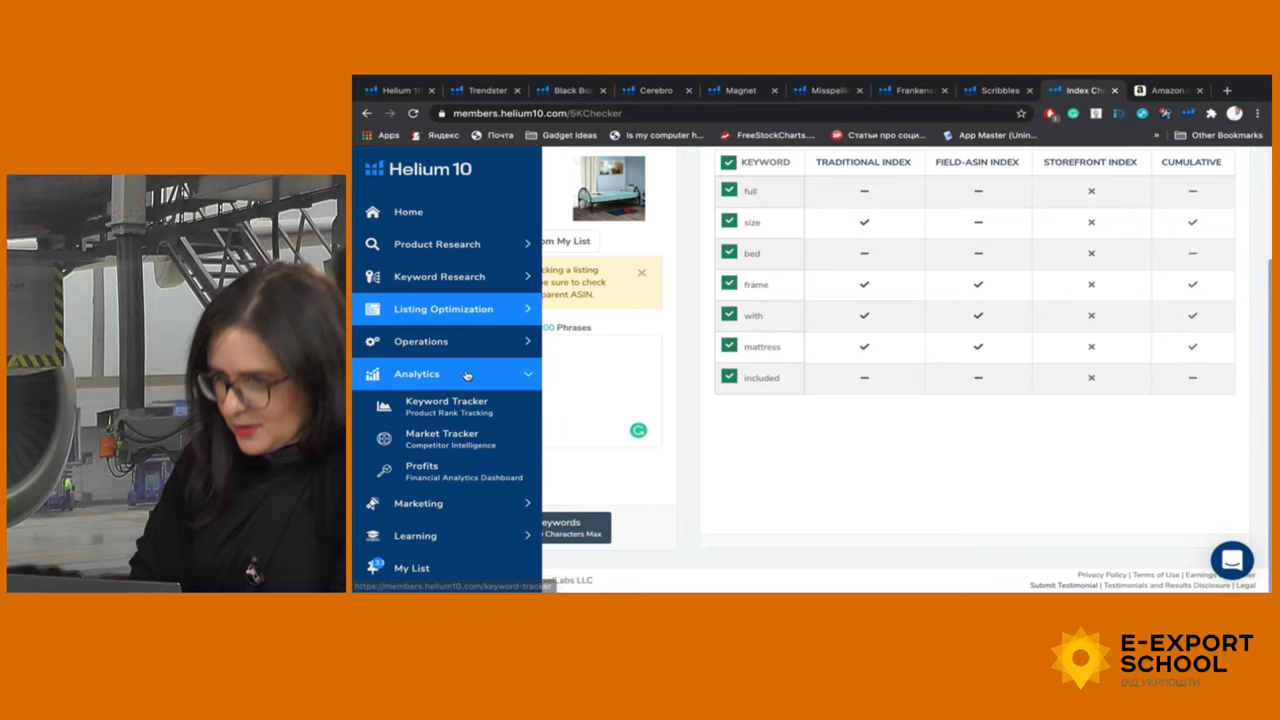 Helium 10
Trendster
Black Bo
Cerebro
Magnet
Misspelli
Franken
Scribbles
Index Ch
Amazon.
members.helium10.com/5KChecker
Apps
Яндекс
Почта
Gadget Ideas
Is my computer h...
FreeStockCharts....
Статьи про соци...
App Master (Unin...
»
Other Bookmarks
Helium 10
Home
Product Research
Keyword Research
Listing Optimization
Operations
Analytics
Keyword Tracker
Product Rank Tracking
Market Tracker
Competitor Intelligence
Profits
Financial Analytics Dashboard
Marketing
Learning
My List
https://members.helium10.com/keyword-tracker
om My List
cking a listing
e sure to check
parent ASIN.
00 Phrases
eywords
Characters Max
KEYWORD TRADITIONAL INDEX FIELD-ASIN INDEX STOREFRONT INDEX CUMULATIVE
full
size
bed
frame
with
mattress
included
elLabs LLC
Privacy Policy | Terms of Use | Earnings
Submit Testimonial | Testimonials and Results Disclosure | Legal
E-EXPORT
SCHOOL
ВІД УКРПОШТИ